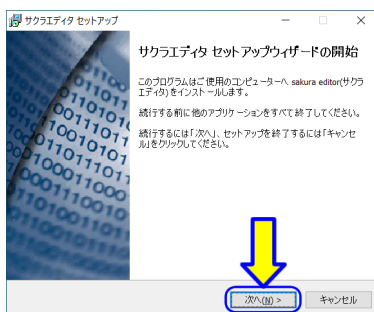 サクラエディタ セットアップ
サクラエディタ セットアップウィザードの開始
このプログラムはご使用のコンピューターへ sakura editor(サクラ
エディタ)をインストールします。
続行する前に他のアプリケーションをすべて終了してください。
続行するには「次へ」、セットアップを終了するには「キャンセ
ル」をクリックしてください。
次へ(N) >
キャンセル